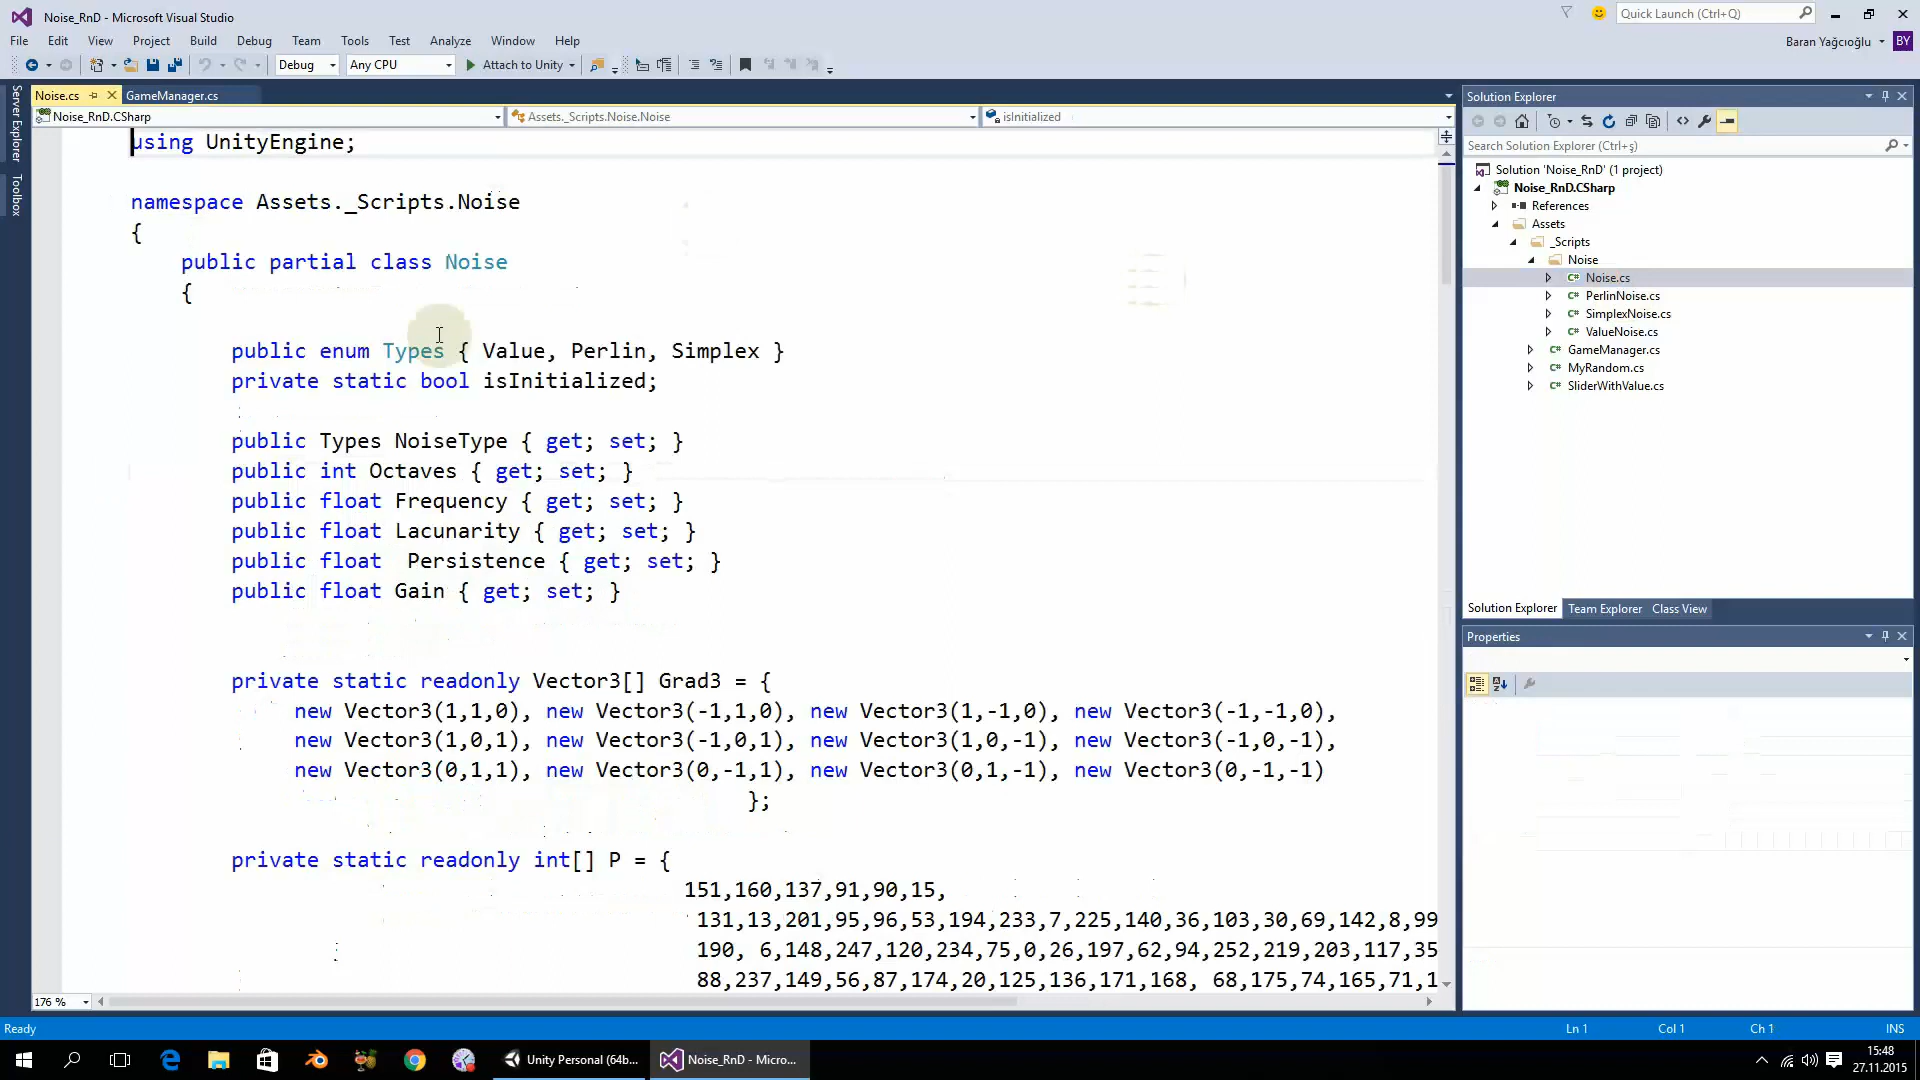 Noise_RnD - Microsoft Visual Studio
Quick Launch (Ctrl+Q)
File Edit View Project Build Debug Team Tools Test Analyze Window Help
Baran Yağcıoğlu BY
Debug Any CPU Attach to Unity
Server Explorer
Toolbox
Noise.cs GameManager.cs
Noise_RnD.CSharp Assets._Scripts.Noise.Noise isInitialized
using UnityEngine;
namespace Assets._Scripts.Noise
{
public partial class Noise
{
public enum Types { Value, Perlin, Simplex }
private static bool isInitialized;
public Types NoiseType { get; set; }
public int Octaves { get; set; }
public float Frequency { get; set; }
public float Lacunarity { get; set; }
public float  Persistence { get; set; }
public float Gain { get; set; }
private static readonly Vector3[] Grad3 = {
new Vector3(1,1,0), new Vector3(-1,1,0), new Vector3(1,-1,0), new Vector3(-1,-1,0),
new Vector3(1,0,1), new Vector3(-1,0,1), new Vector3(1,0,-1), new Vector3(-1,0,-1),
new Vector3(0,1,1), new Vector3(0,-1,1), new Vector3(0,1,-1), new Vector3(0,-1,-1)
};
private static readonly int[] P = {
151,160,137,91,90,15,
131,13,201,95,96,53,194,233,7,225,140,36,103,30,69,142,8,99
190, 6,148,247,120,234,75,0,26,197,62,94,252,219,203,117,35
88,237,149,56,87,174,20,125,136,171,168, 68,175,74,165,71,1
176 %
Solution Explorer
Search Solution Explorer (Ctrl+ş)
Solution 'Noise_RnD' (1 project)
Noise_RnD.CSharp
References
Assets
_Scripts
Noise
C# Noise.cs
C# PerlinNoise.cs
C# SimplexNoise.cs
C# ValueNoise.cs
C# GameManager.cs
C# MyRandom.cs
C# SliderWithValue.cs
Solution Explorer Team Explorer Class View
Properties
Ready Ln 1 Col 1 Ch 1 INS
Unity Personal (64b... Noise_RnD - Micro...
15:48
27.11.2015